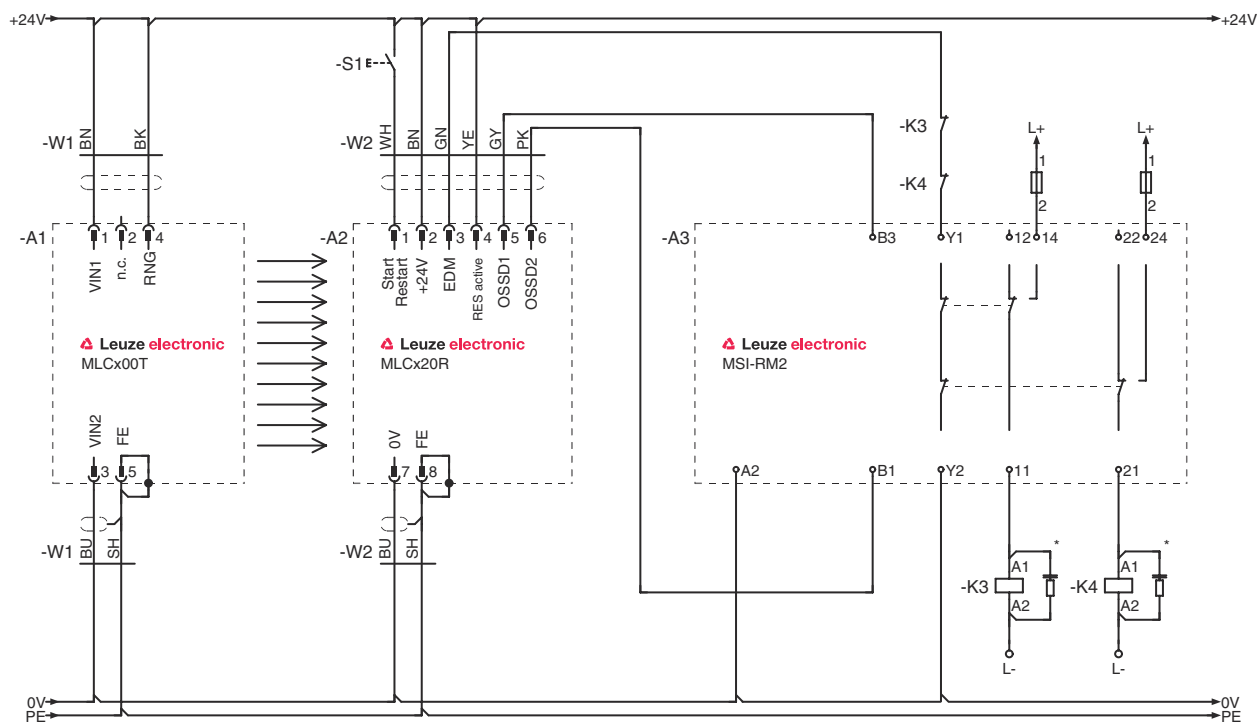 +24V
+24V
-S1
-W1
BN
BK
-W2
WH
BN
GN
YE
GY
PK
-K3
-K4
L+
1
2
L+
1
2
-A1
1
2
4
VIN1
n.c.
RNG
-A2
1
2
3
4
5
6
Start
Restart
+24V
EDM
RES active
OSSD1
OSSD2
-A3
B3
Y1
12
14
22
24
Leuze electronic
MLCx00T
Leuze electronic
MLCx20R
Leuze electronic
MSI-RM2
VIN2
FE
3
5
0V
FE
7
8
A2
B1
Y2
11
21
-W1
BU
SH
-W2
BU
SH
-K3
A1
A2
*
-K4
A1
A2
*
L-
L-
0V
0V
PE
PE